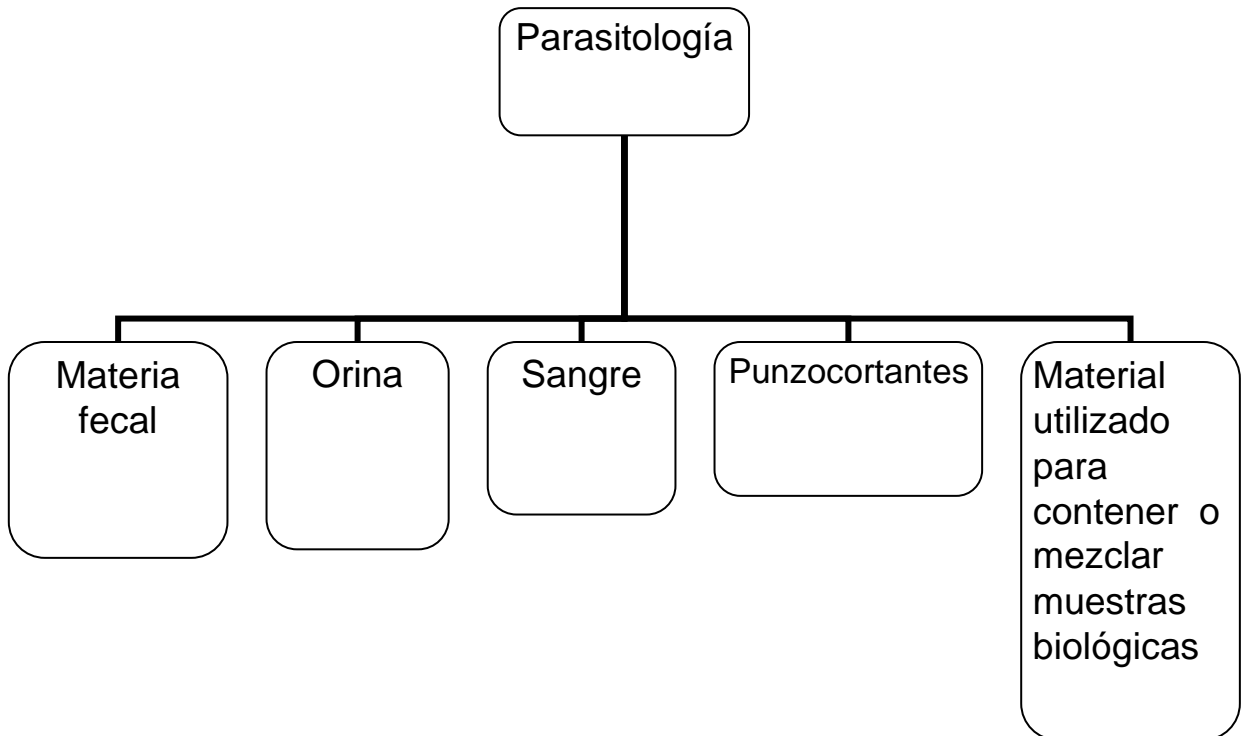 Parasitología
Materia
fecal
Orina
Sangre
Punzocortantes
Material
utilizado
para
contener o
mezclar
muestras
biológicas